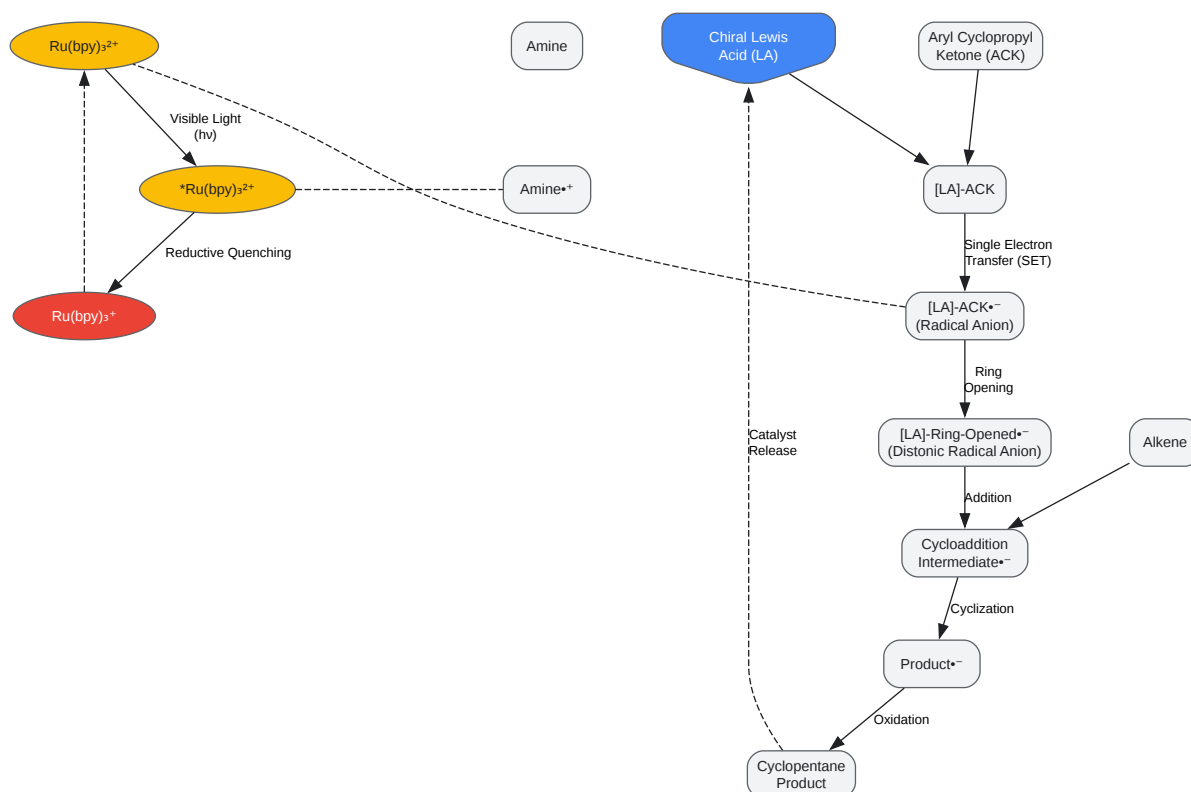 Ru(bpy)₃²⁺
Amine
Chiral Lewis
Acid (LA)
Aryl Cyclopropyl
Ketone (ACK)
Visible Light
(hν)
*Ru(bpy)₃²⁺
Amine•⁺
[LA]-ACK
Reductive Quenching
Single Electron
Transfer (SET)
Ru(bpy)₃⁺
[LA]-ACK•⁻
(Radical Anion)
Ring
Opening
Catalyst
Release
[LA]-Ring-Opened•⁻
(Distonic Radical Anion)
Alkene
Addition
Cycloaddition
Intermediate•⁻
Cyclization
Product•⁻
Oxidation
Cyclopentane
Product